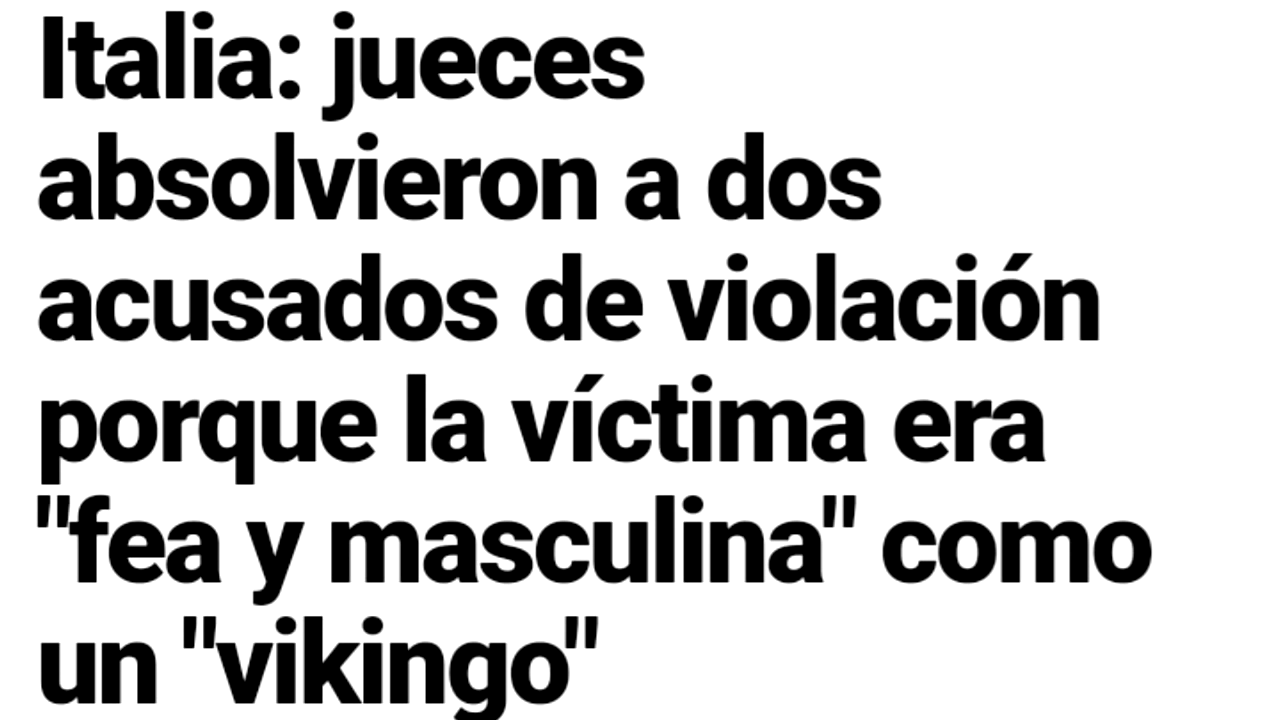 Italia: jueces
absolvieron a dos
acusados de violación
porque la víctima era
"fea y masculina" como
un "vikingo"